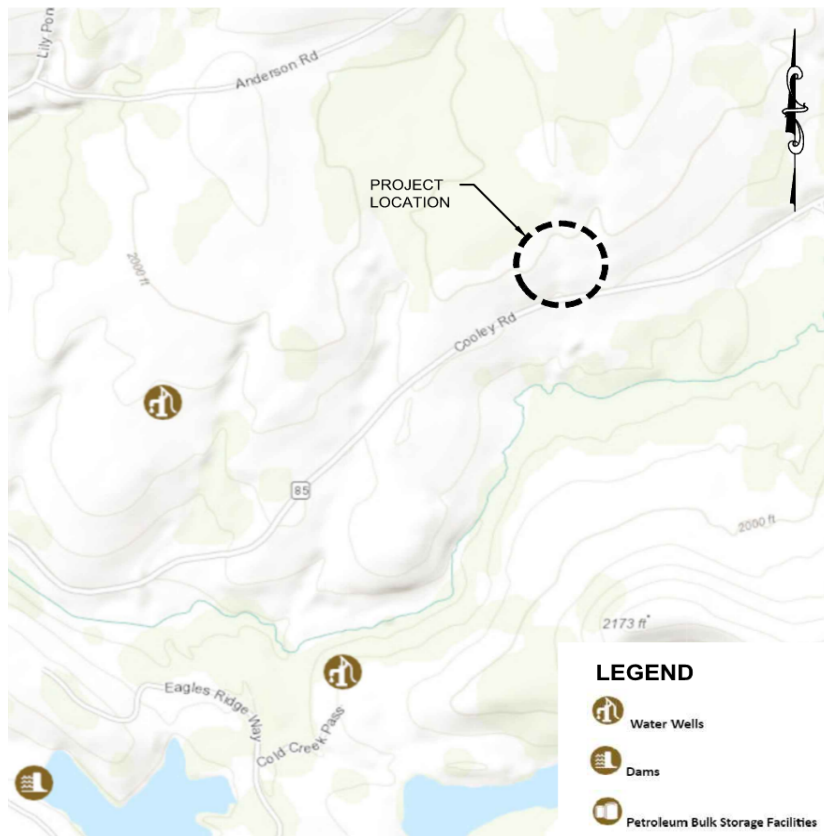 Lily Pon
Anderson Rd
PROJECT
LOCATION
2000 ft
Cooley Rd
85
2000 ft
2173 ft
Eagles Ridge Way
Cold Creek Pass
LEGEND
Water Wells
Dams
Petroleum Bulk Storage Facilities